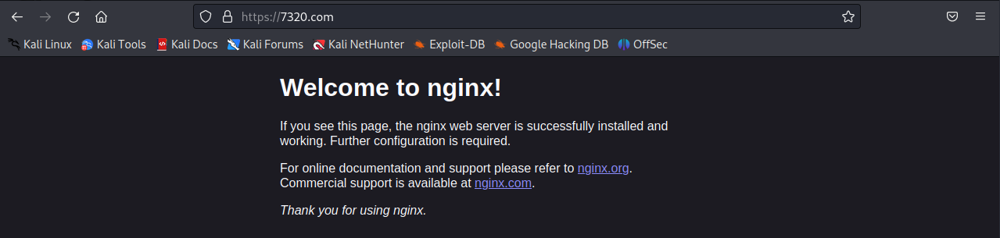 https://7320.com
Kali Linux Kali Tools Kali Docs Kali Forums Kali NetHunter Exploit-DB Google Hacking DB OffSec
Welcome to nginx!
If you see this page, the nginx web server is successfully installed and
working. Further configuration is required.
For online documentation and support please refer to nginx.org.
Commercial support is available at nginx.com.
Thank you for using nginx.